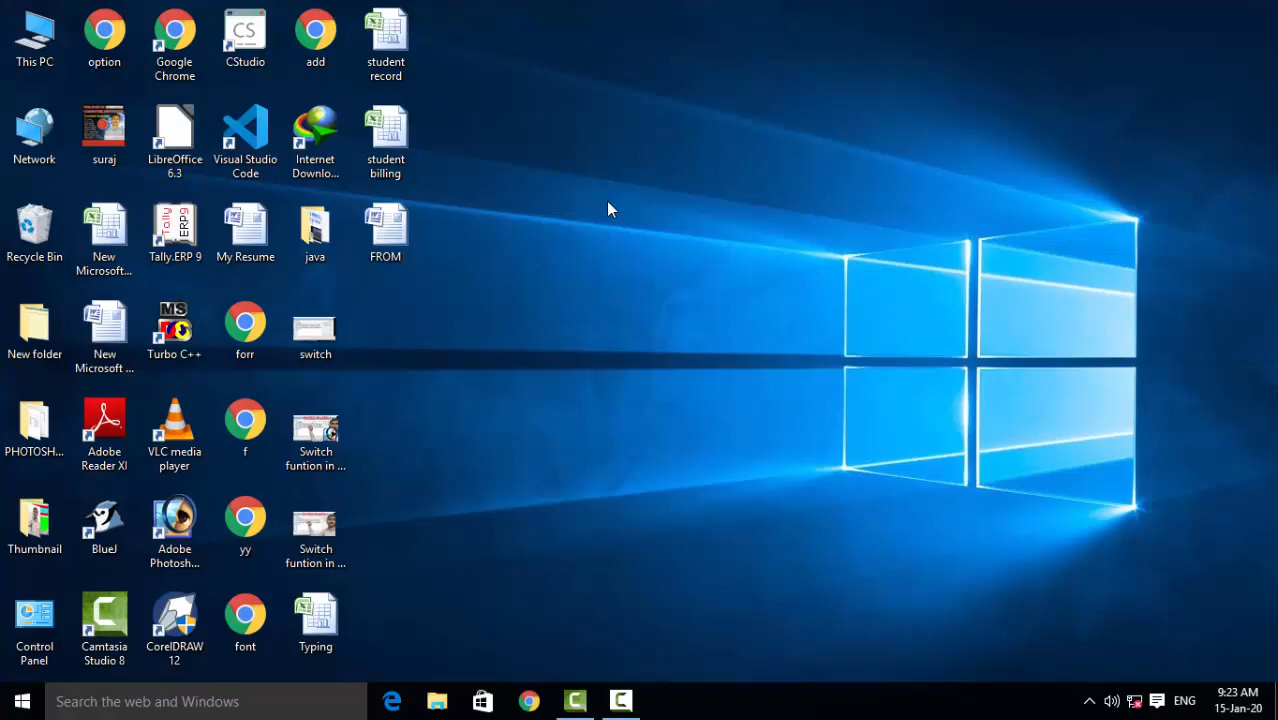 This PC
option
Google
Chrome
CStudio
CS
add
student
record
Network
suraj
LibreOffice
6.3
Visual Studio
Code
Internet
Downlo...
student
billing
Recycle Bin
New
Microsoft...
Tally
ERP9
Tally.ERP 9
My Resume
java
FROM
New folder
New
Microsoft ...
MS
Turbo C++
forr
switch
PHOTOSH...
Adobe
Reader XI
VLC media
player
f
Switch
funtion in ...
Thumbnail
BlueJ
Adobe
Photosh...
yy
Switch
funtion in ...
Control
Panel
Camtasia
Studio 8
CorelDRAW
12
font
Typing
Search the web and Windows
ENG
9:23 AM
15-Jan-20